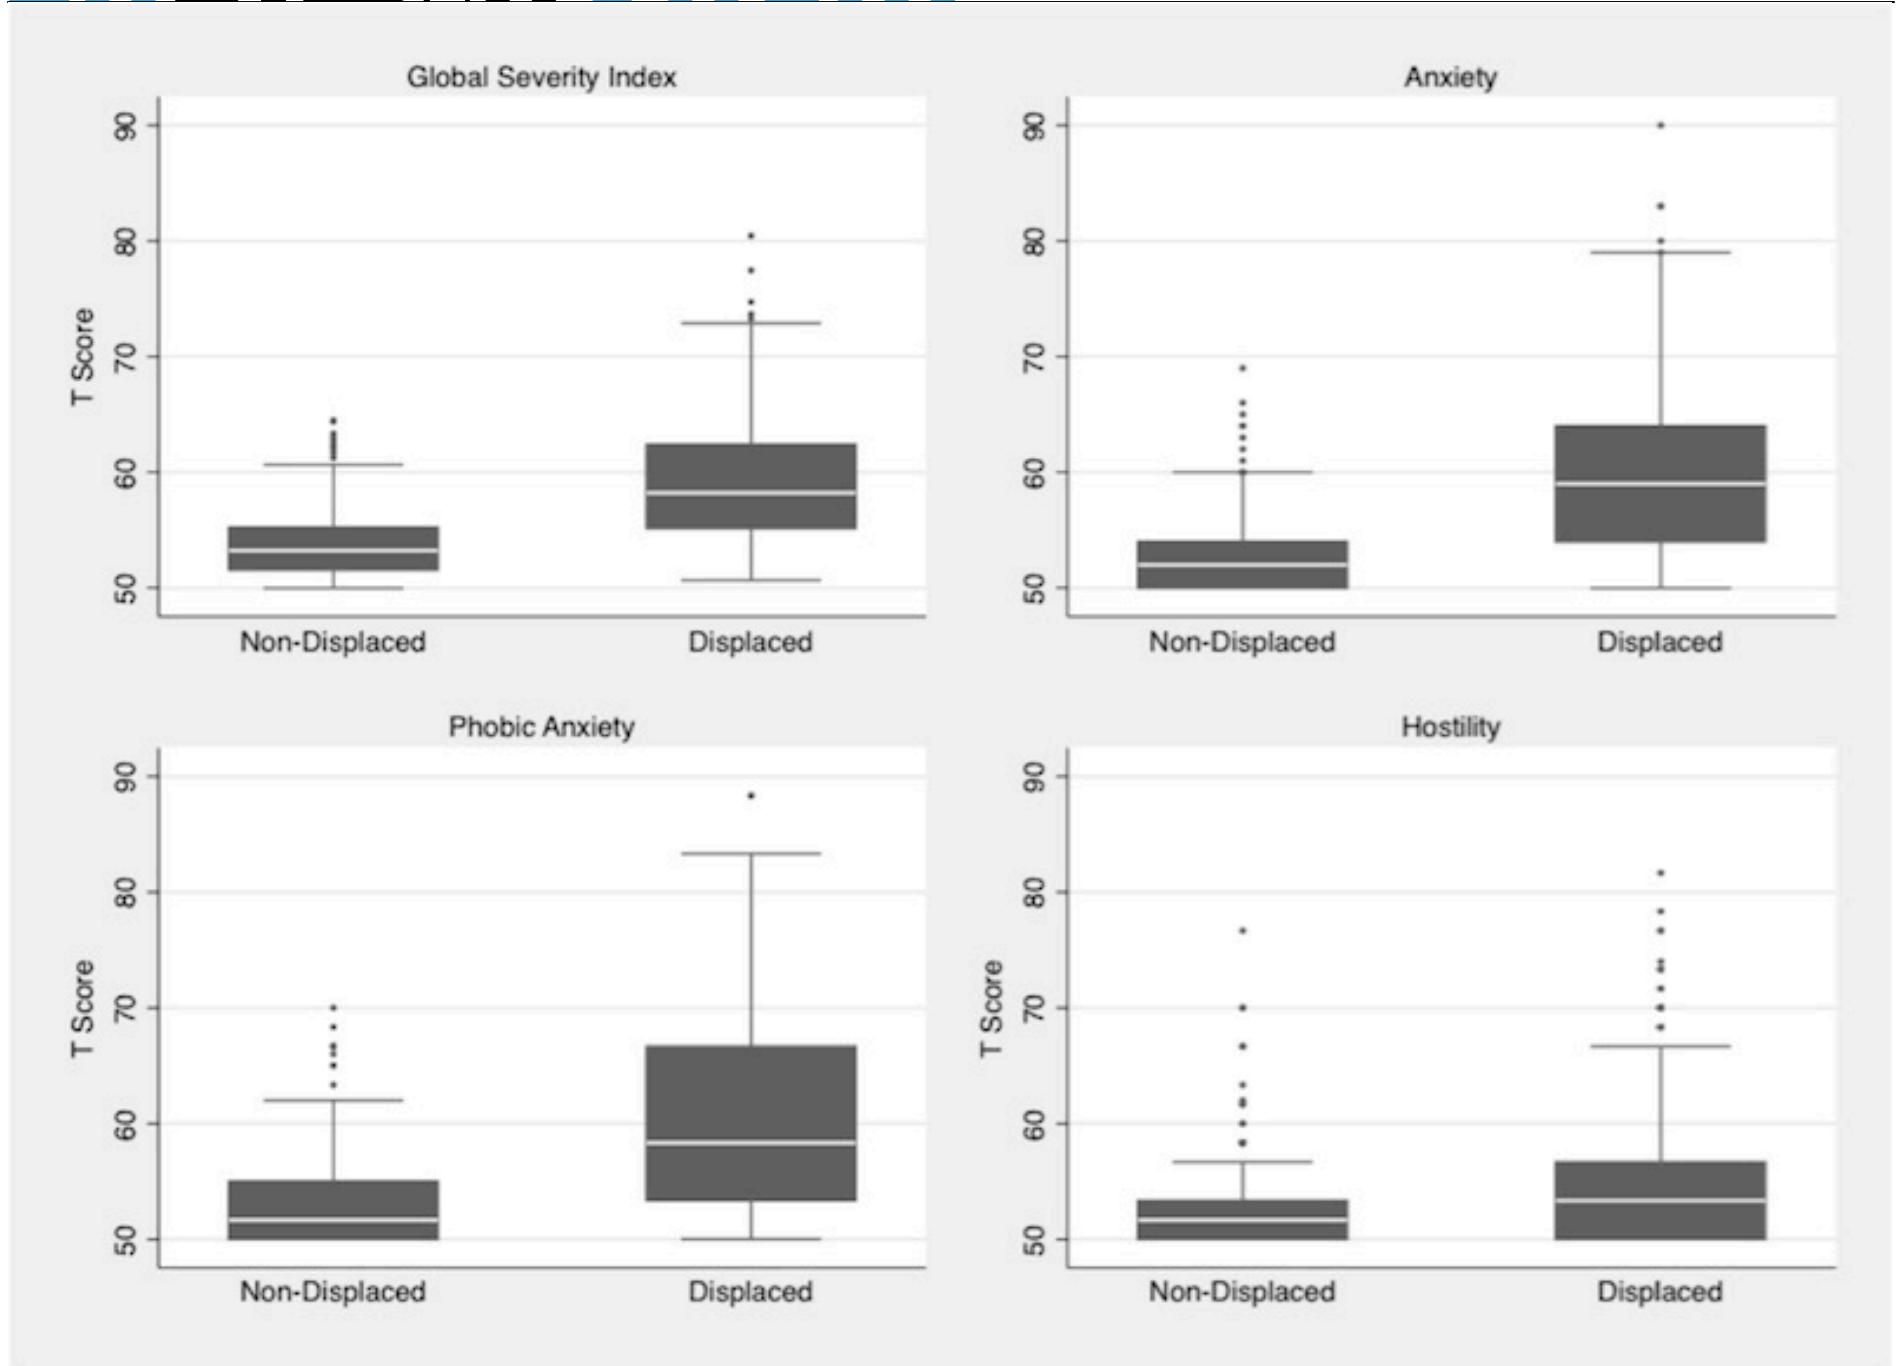 Global Severity Index
T Score
90
80
70
60
50
Non-Displaced Displaced
Anxiety
90
80
70
60
50
Non-Displaced Displaced
Phobic Anxiety
T Score
90
80
70
60
50
Non-Displaced Displaced
Hostility
T Score
90
80
70
60
50
Non-Displaced Displaced